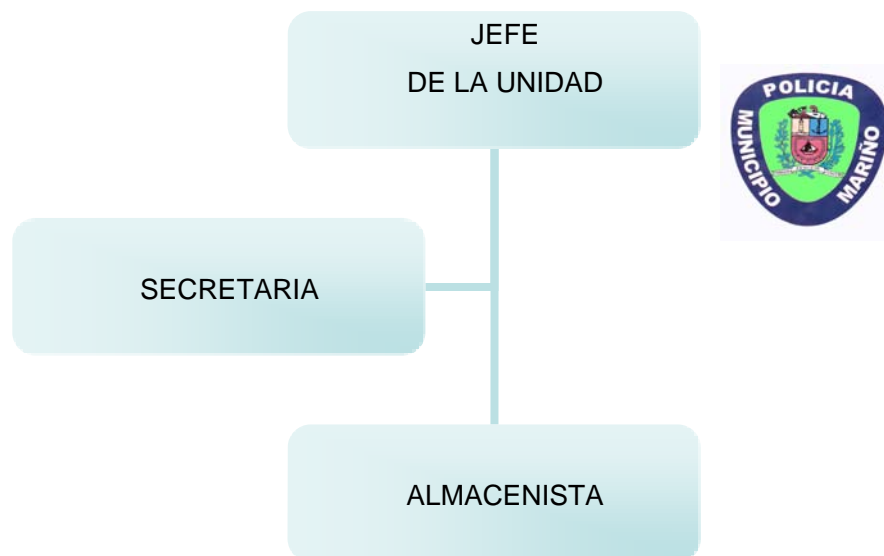 JEFE
DE LA UNIDAD
POLICIA
MUNICIPIO
MARIÑO
SECRETARIA
ALMACENISTA